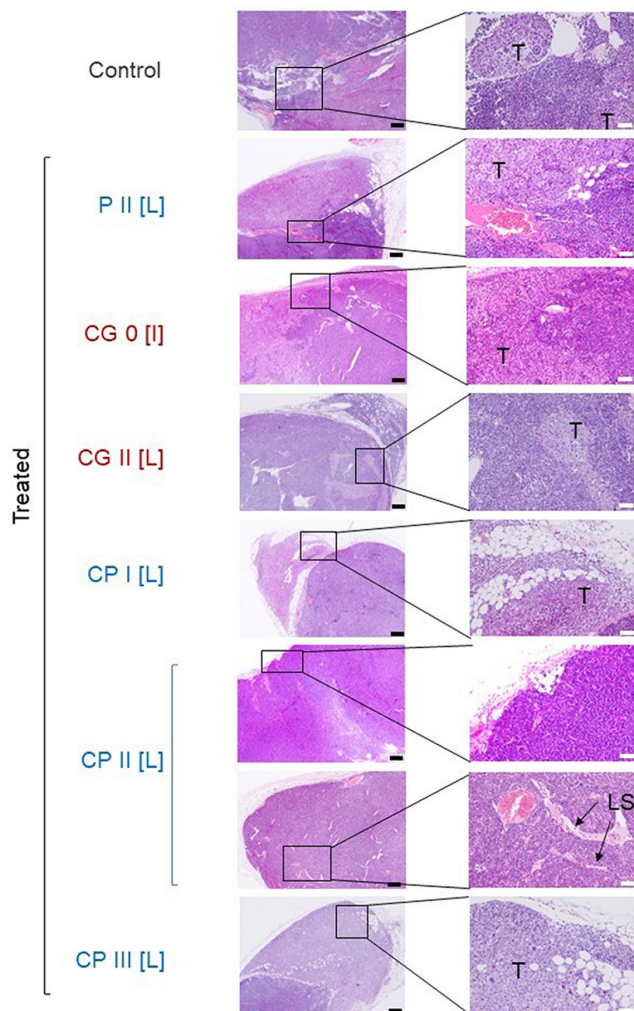 Control
T
T
Treated
P II [L]
T
CG 0 [I]
T
CG II [L]
T
CP I [L]
T
CP II [L]
LS
CP III [L]
T